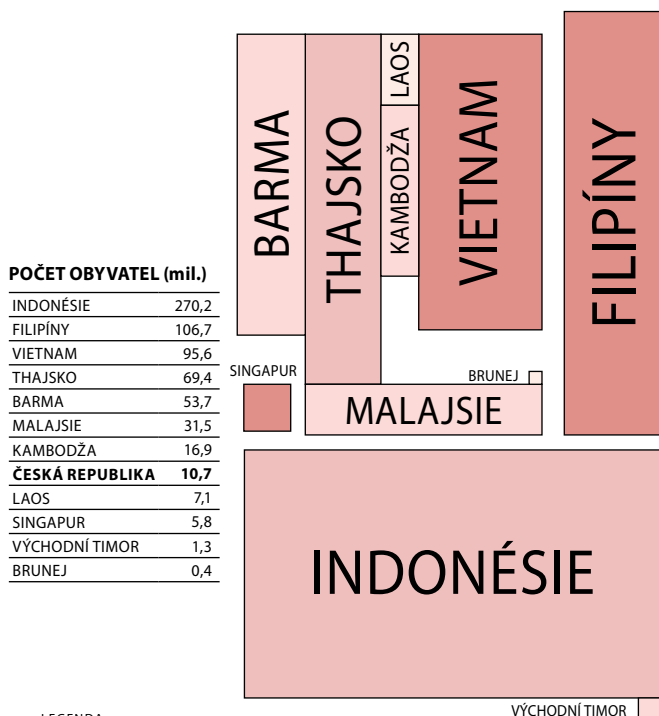 POČET OBYVATEL (mil.)
INDONÉSIE 270,2
FILIPÍNY 106,7
VIETNAM 95,6
THAJSKO 69,4
BARMA 53,7
MALAJSIE 31,5
KAMBODŽA 16,9
ČESKÁ REPUBLIKA 10,7
LAOS 7,1
SINGAPUR 5,8
VÝCHODNÍ TIMOR 1,3
BRUNEJ 0,4
BARMA
THAJSKO
LAOS
KAMBODŽA
VIETNAM
FILIPÍNY
SINGAPUR
BRUNEJ
MALAJSIE
INDONÉSIE
VÝCHODNÍ TIMOR
LEGENDA